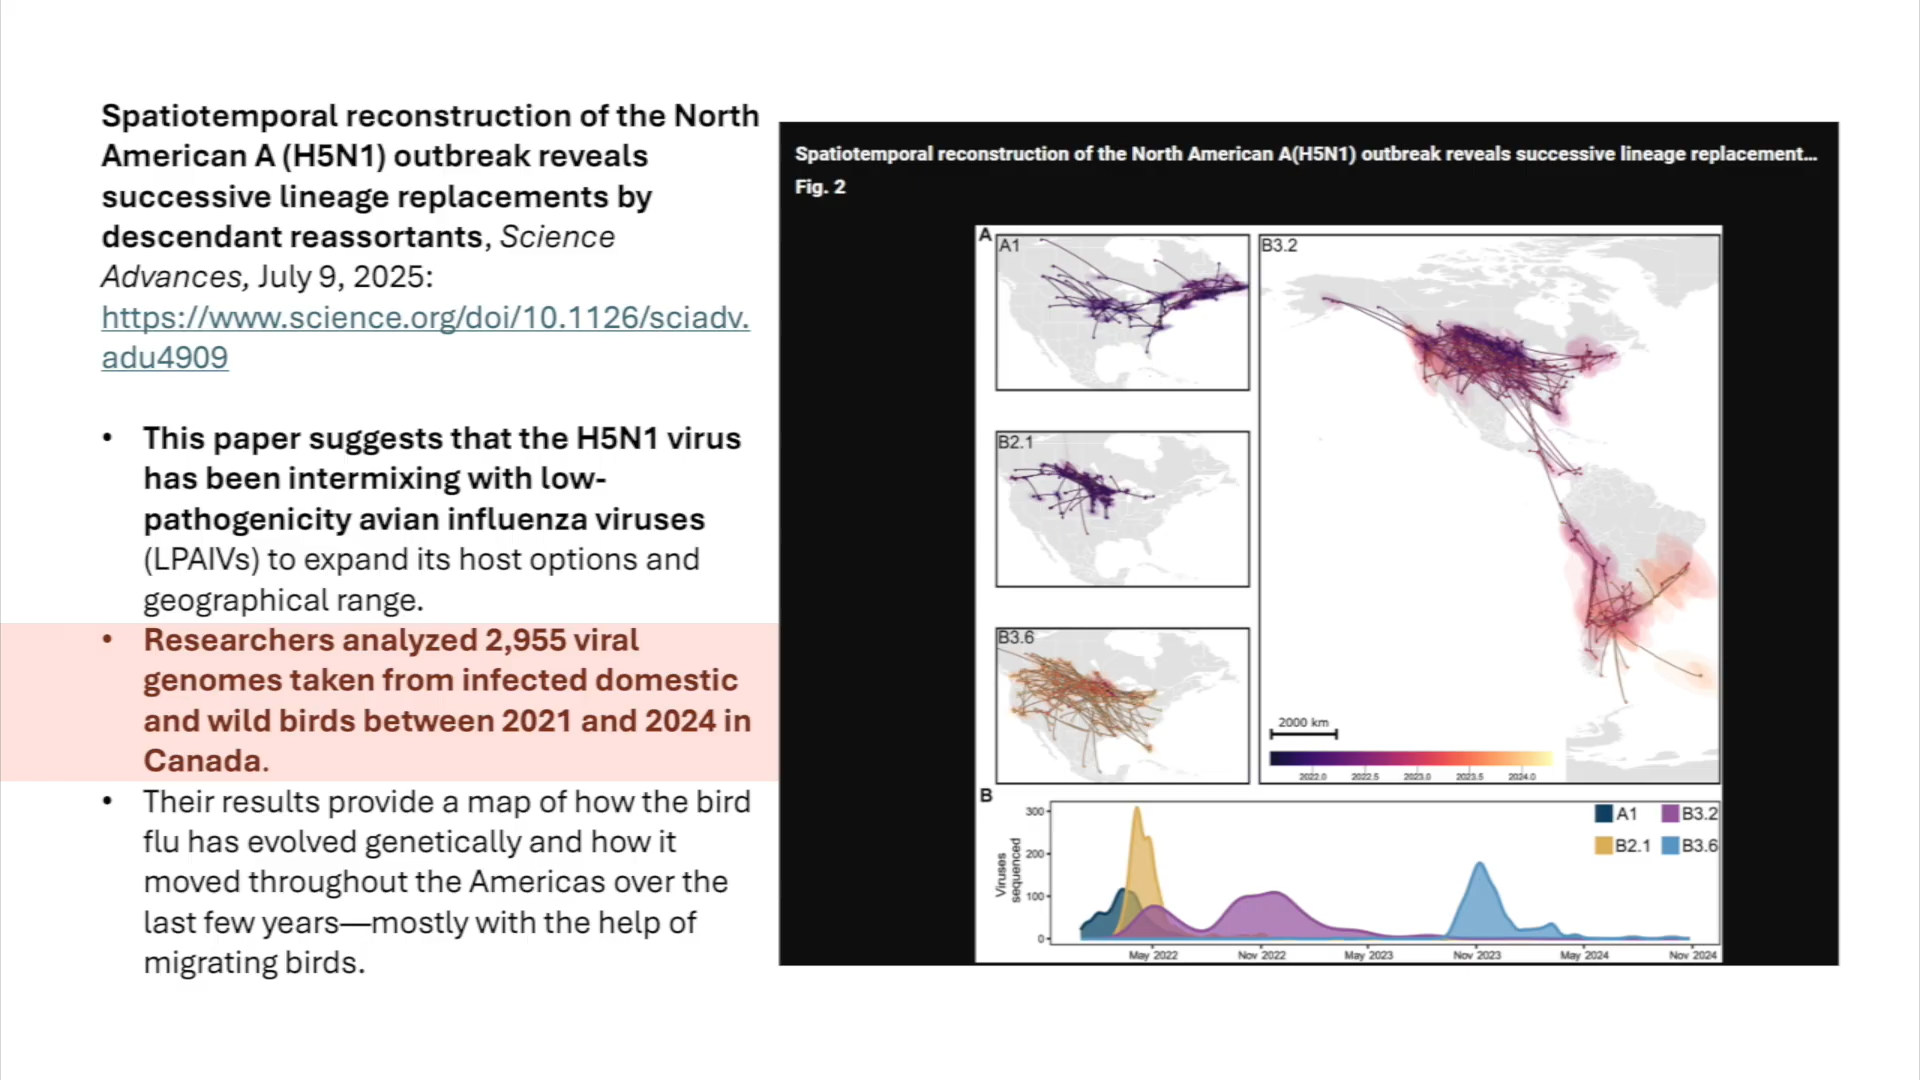 Spatiotemporal reconstruction of the North
American A (H5N1) outbreak reveals
successive lineage replacements by
descendant reassortants, Science
Advances, July 9, 2025:
https://www.science.org/doi/10.1126/sciadv.
adu4909
• This paper suggests that the H5N1 virus
has been intermixing with low-
pathogenicity avian influenza viruses
(LPAIVs) to expand its host options and
geographical range.
• Researchers analyzed 2,955 viral
genomes taken from infected domestic
and wild birds between 2021 and 2024 in
Canada.
• Their results provide a map of how the bird
flu has evolved genetically and how it
moved throughout the Americas over the
last few years—mostly with the help of
migrating birds.
Spatiotemporal reconstruction of the North American A(H5N1) outbreak reveals successive lineage replacement...
Fig. 2
A
A1
B3.2
B2.1
B3.6
2000 km
2022.0 2022.5 2023.0 2023.5 2024.0
B
A1 B3.2
B2.1 B3.6
Viruses
sequenced
300
200
100
0
May 2022 Nov 2022 May 2023 Nov 2023 May 2024 Nov 2024